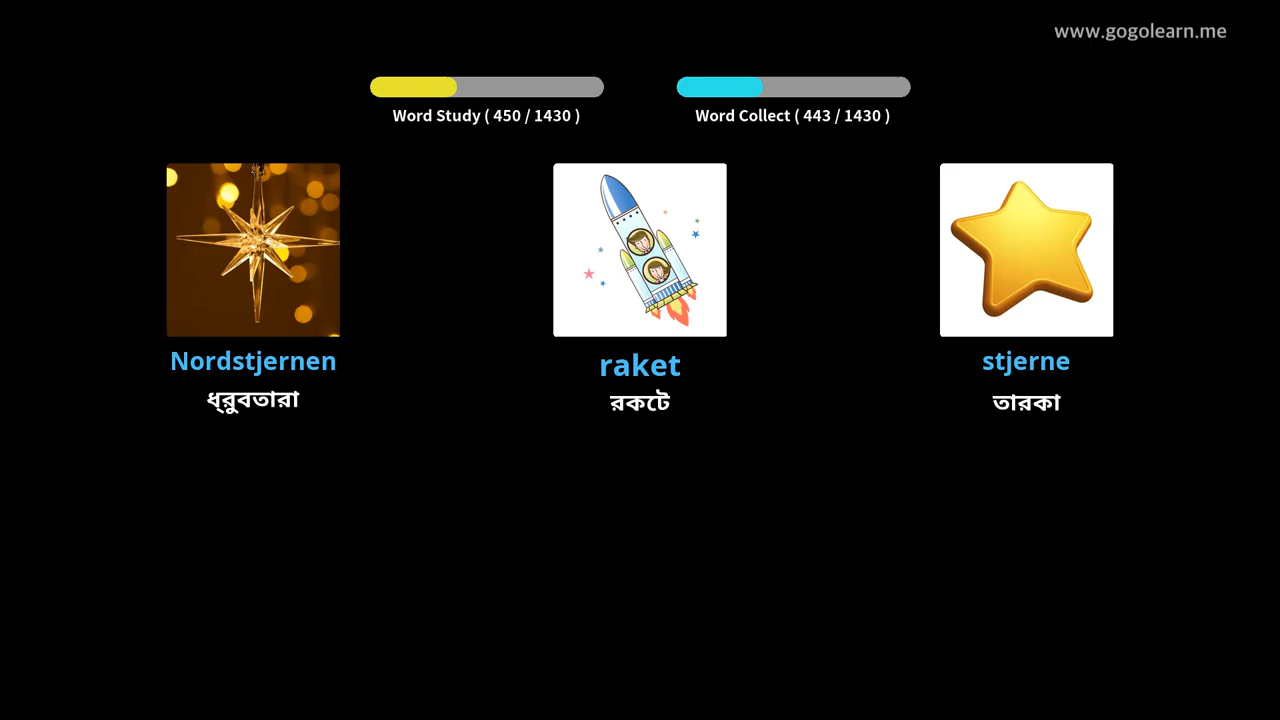 www.gogolearn.me
Word Study ( 450 / 1430 )
Word Collect ( 443 / 1430 )
Nordstjernen
raket
stjerne
ধ্রুবতারা
রকেট
তারকা